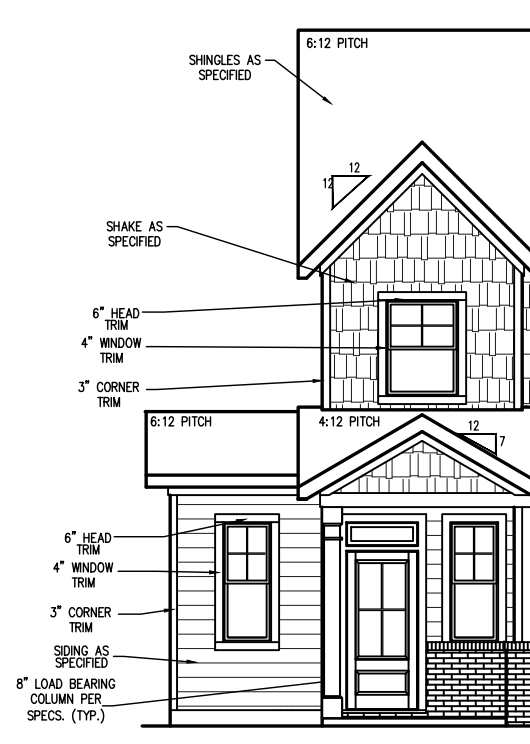 6:12 PITCH
SHINGLES AS
SPECIFIED
12
12
SHAKE AS
SPECIFIED
6" HEAD
TRIM
4" WINDOW
TRIM
3" CORNER
TRIM
6:12 PITCH
4:12 PITCH
12
7
6" HEAD
TRIM
4" WINDOW
TRIM
3" CORNER
TRIM
SIDING AS
SPECIFIED
8" LOAD BEARING
COLUMN PER
SPECS. (TYP.)